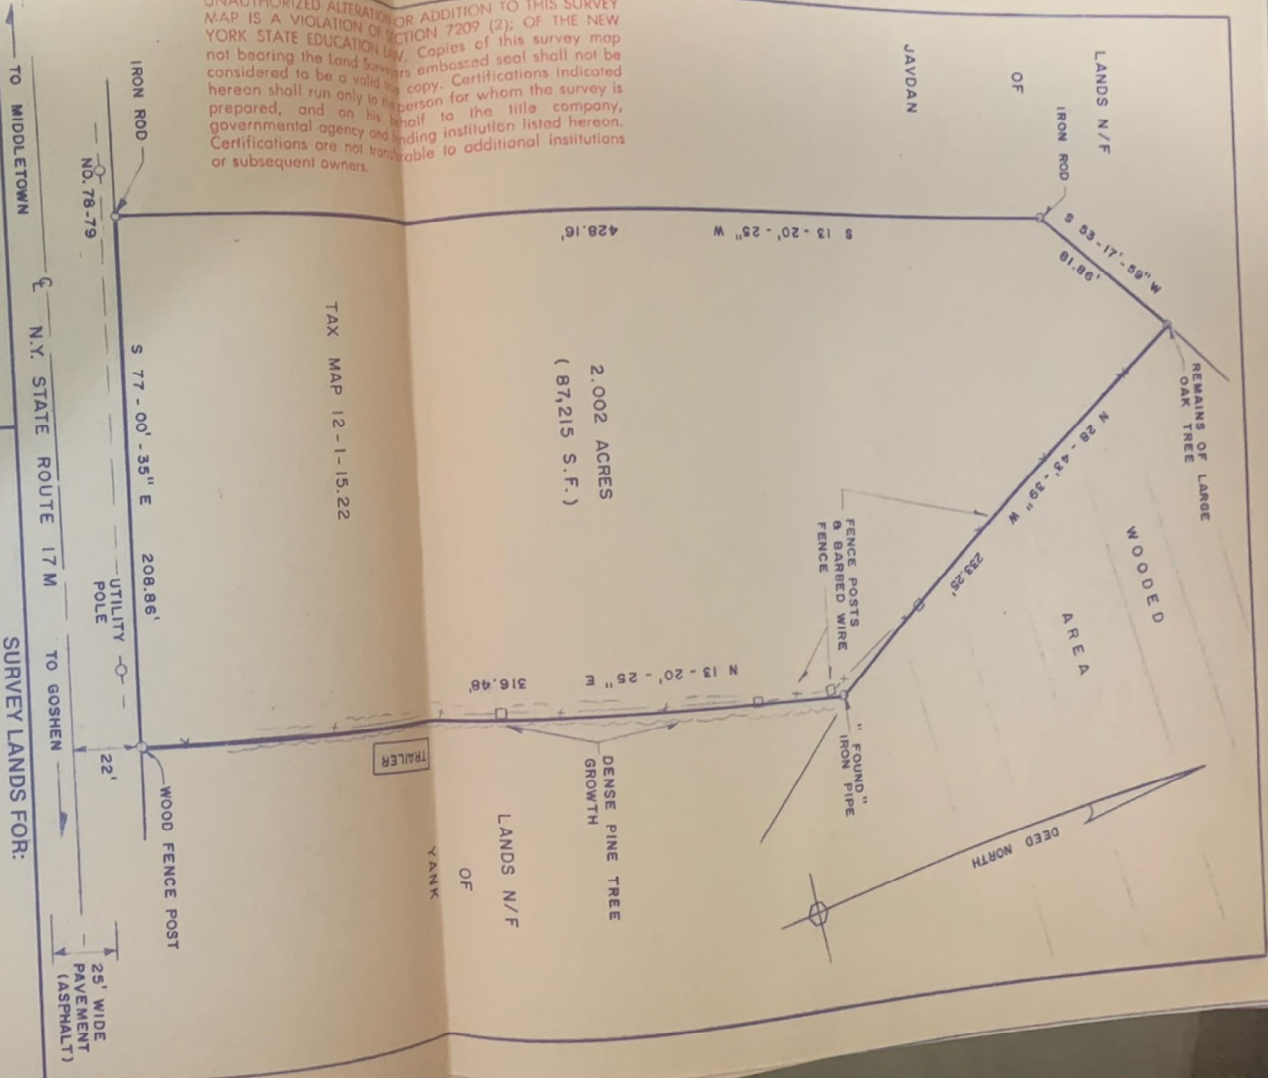 UNAUTHORIZED ALTERATION OR ADDITION TO THIS SURVEY
MAP IS A VIOLATION OF SECTION 7209 (2), OF THE NEW
YORK STATE EDUCATION LAW. Copies of this survey map
not bearing the Land Surveyors embossed seal shall not be
considered to be a valid true copy. Certifications indicated
hereon shall run only to the person for whom the survey is
prepared, and on his behalf to the title company,
governmental agency and lending institution listed hereon.
Certifications are not transferable to additional institutions
or subsequent owners.
LANDS N/F
OF
JAYDAN
IRON ROD
S 53-17'-59" W
81.86'
REMAINS OF LARGE
OAK TREE
S 13-20'-25" W
428.16'
N 28-43'-39" W
233.25'
WOODED
AREA
FENCE POSTS
& BARBED WIRE
FENCE
2.002 ACRES
(87,215 S.F.)
TAX MAP 12-1-15.22
N 13-20'-25" E
316.48'
"FOUND"
IRON PIPE
DENSE PINE TREE
GROWTH
TRAILER
LANDS N/F
OF
YANK
DEED NORTH
IRON ROD
NO. 78-79
S 77-00'-35" E 208.86'
UTILITY
POLE
22'
WOOD FENCE POST
25' WIDE
PAVEMENT
(ASPHALT)
TO MIDDLETOWN
℄ N.Y. STATE ROUTE 17M
TO GOSHEN
SURVEY LANDS FOR: